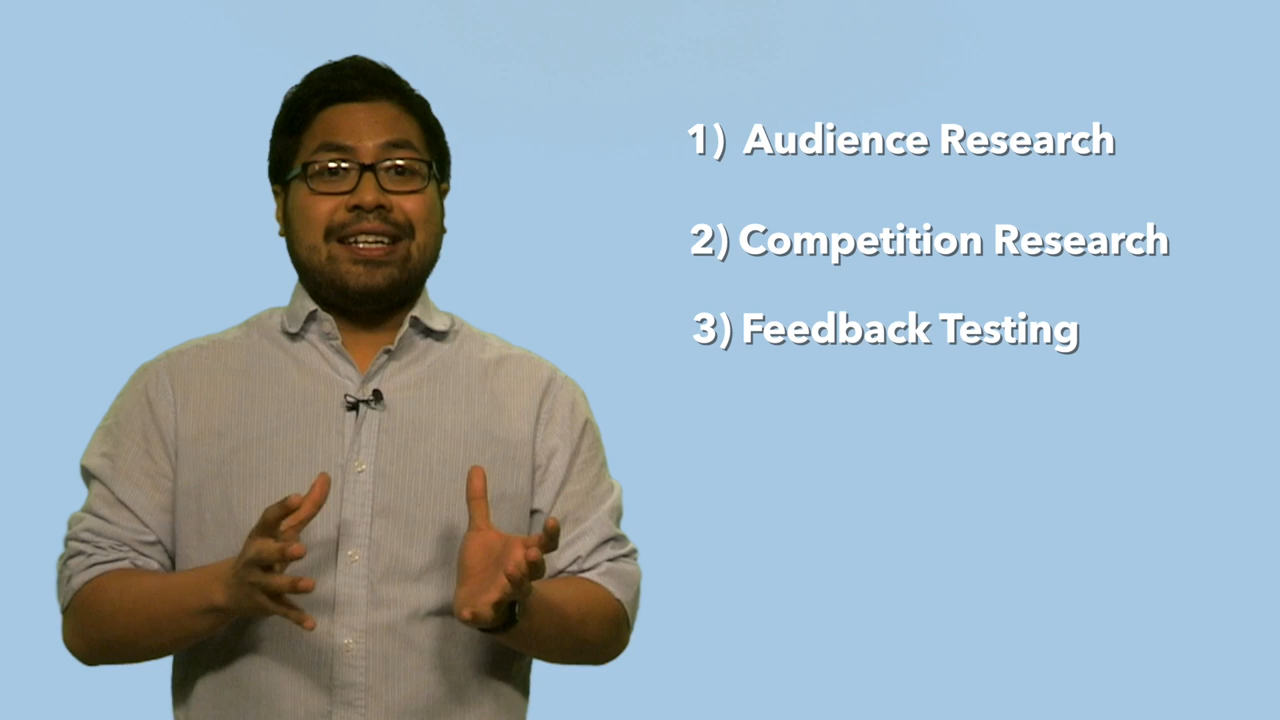 1) Audience Research
2) Competition Research
3) Feedback Testing